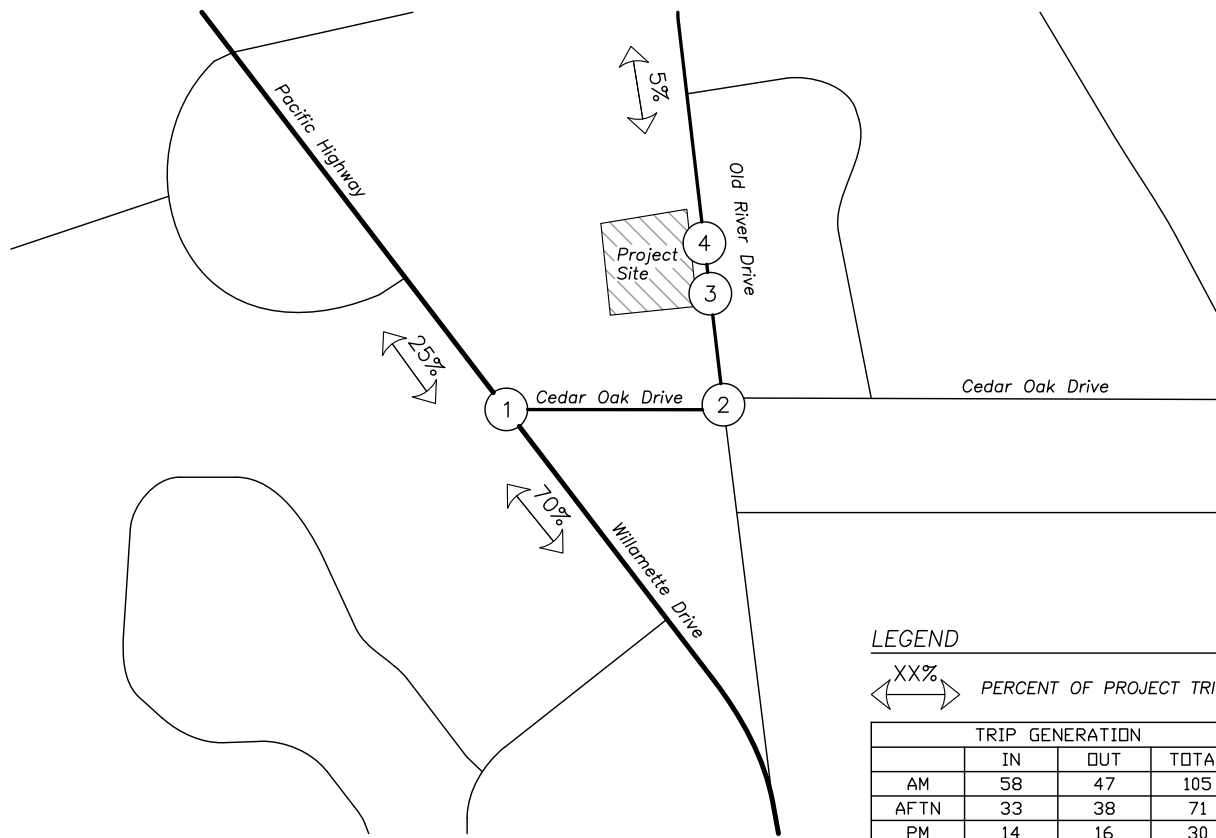 Pacific Highway
5%
Old River Drive
4
Project
Site
3
25%
Cedar Oak Drive
Cedar Oak Drive
1
2
70%
Willamette Drive
LEGEND
XX%
PERCENT OF PROJECT
TRIP GENERATION
IN OUT
AM 58 47 105
AFTN 33 38 71
PM 14 16 30